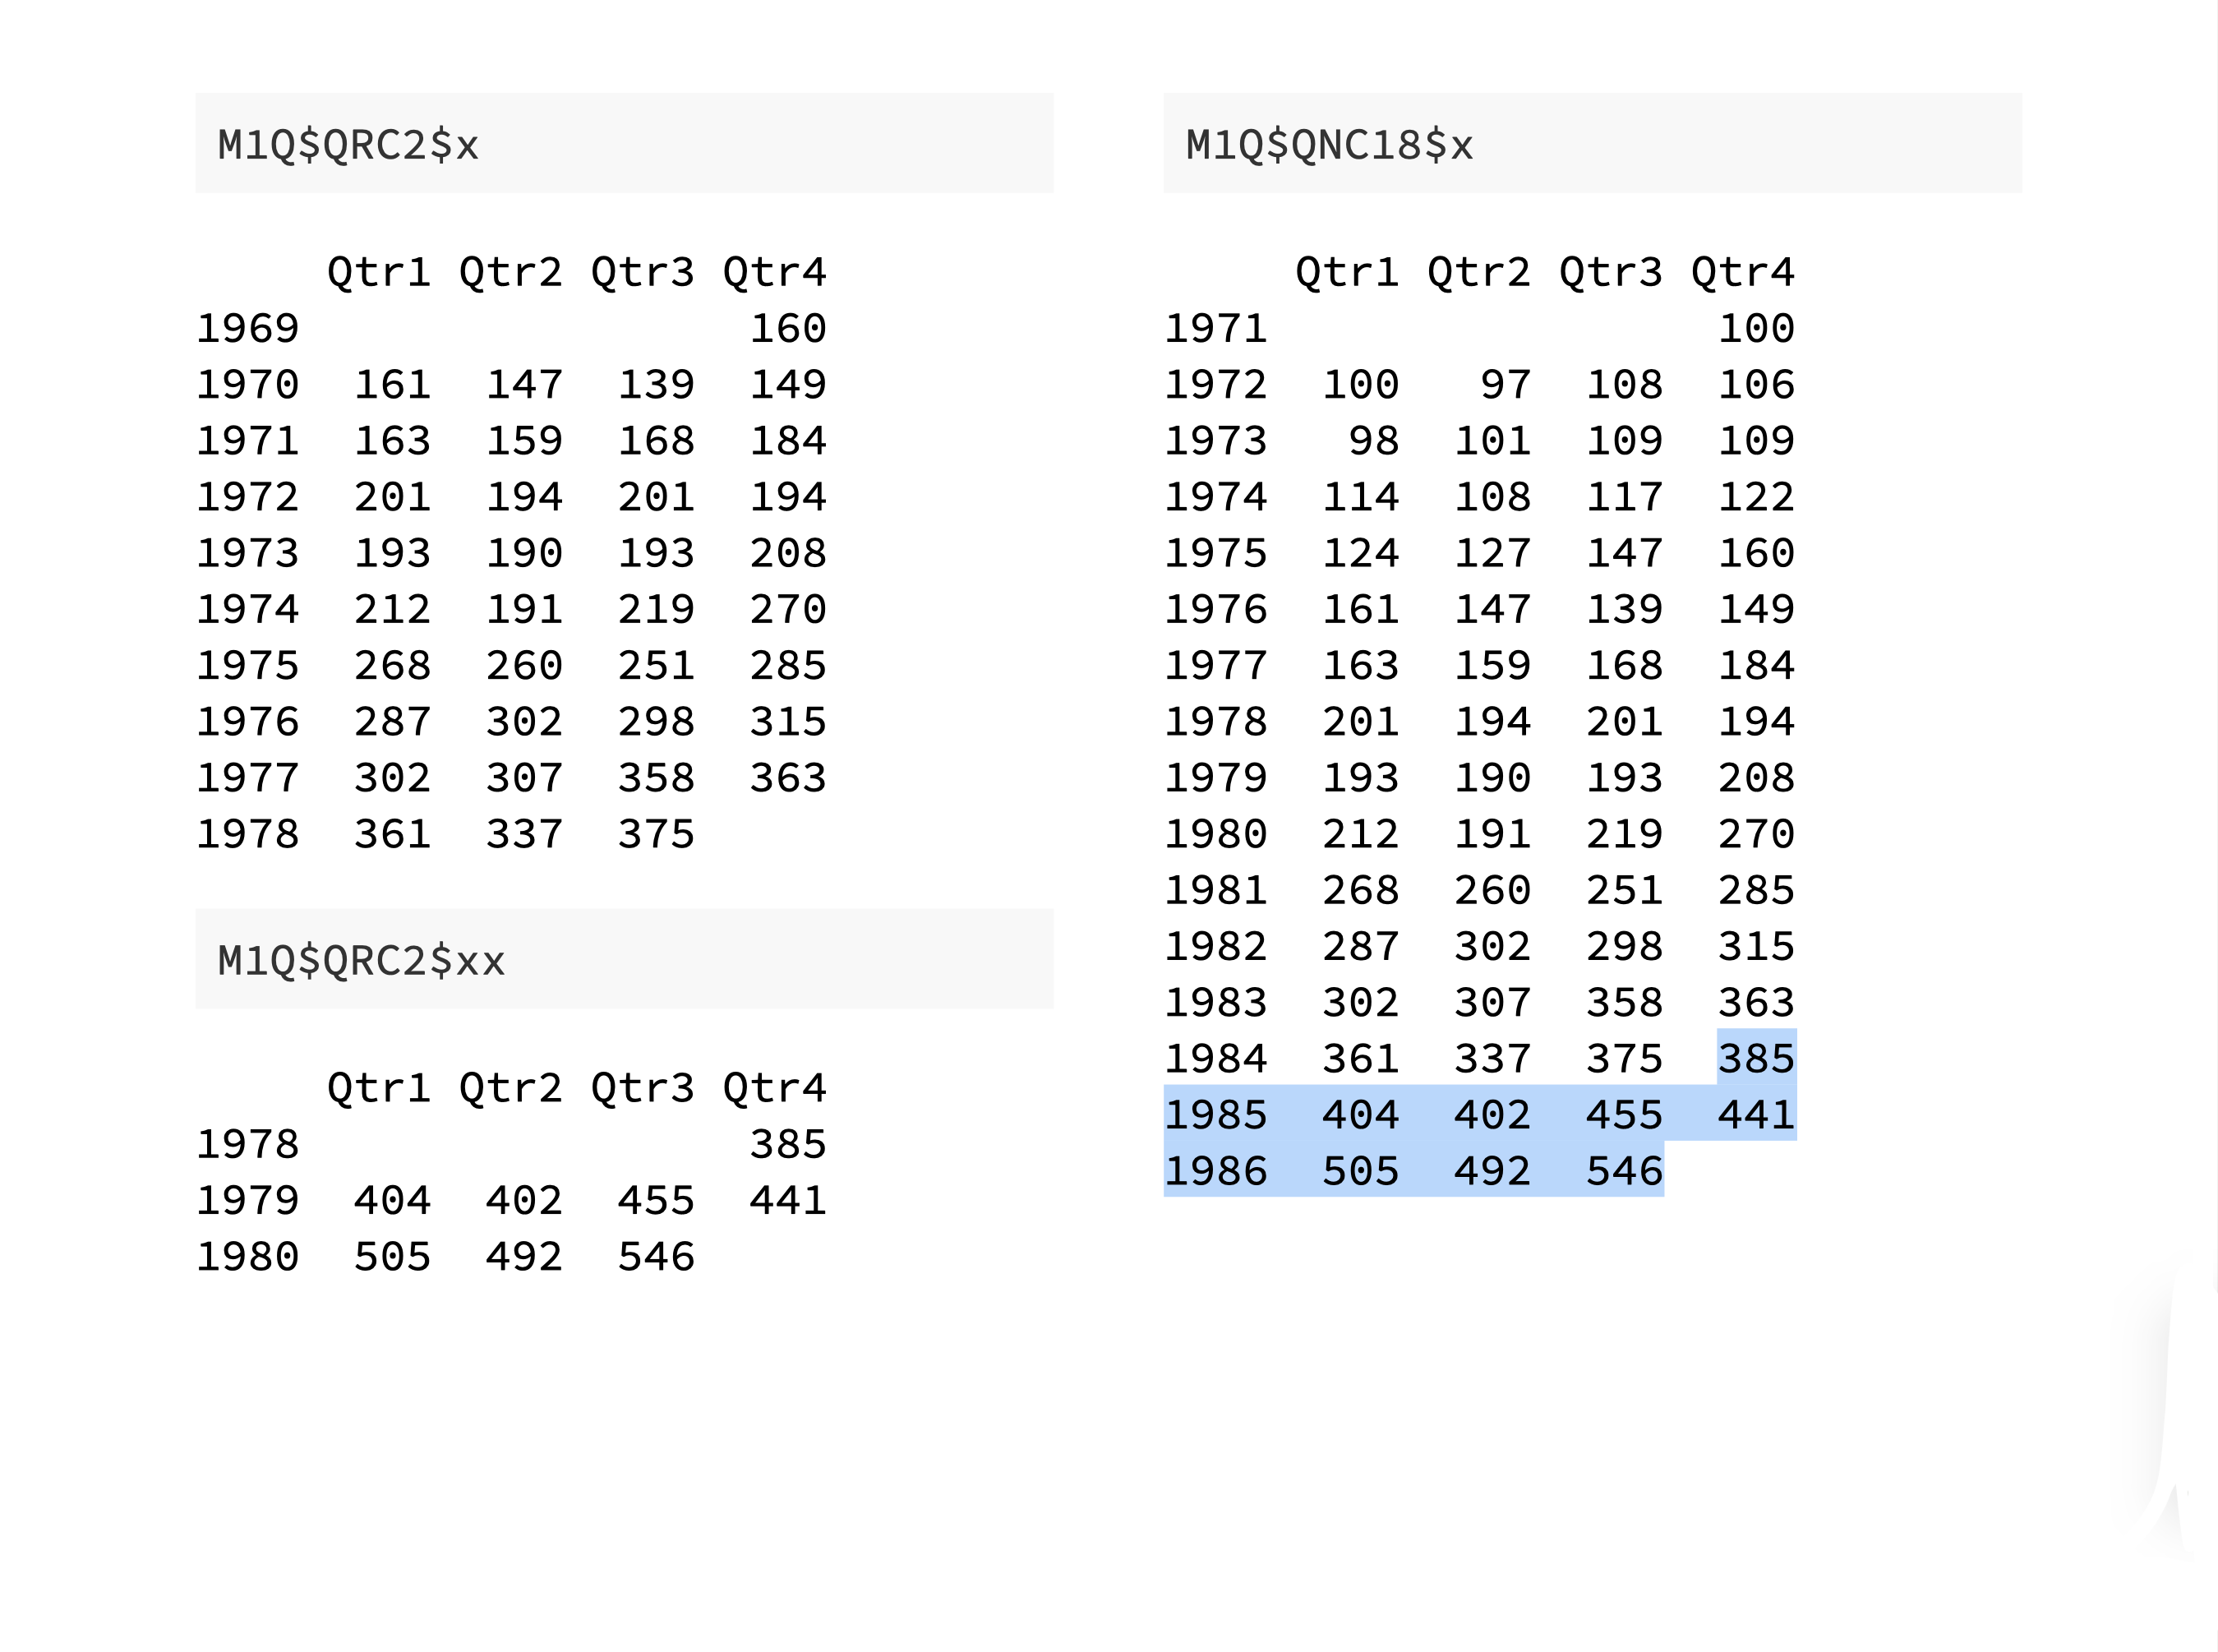 M1Q$QRC2$x
     Qtr1 Qtr2 Qtr3 Qtr4
1969                 160
1970  161  147  139  149
1971  163  159  168  184
1972  201  194  201  194
1973  193  190  193  208
1974  212  191  219  270
1975  268  260  251  285
1976  287  302  298  315
1977  302  307  358  363
1978  361  337  375
M1Q$QRC2$xx
     Qtr1 Qtr2 Qtr3 Qtr4
1978                 385
1979  404  402  455  441
1980  505  492  546
M1Q$QNC18$x
     Qtr1 Qtr2 Qtr3 Qtr4
1971                 100
1972  100   97  108  106
1973   98  101  109  109
1974  114  108  117  122
1975  124  127  147  160
1976  161  147  139  149
1977  163  159  168  184
1978  201  194  201  194
1979  193  190  193  208
1980  212  191  219  270
1981  268  260  251  285
1982  287  302  298  315
1983  302  307  358  363
1984  361  337  375  385
1985  404  402  455  441
1986  505  492  546